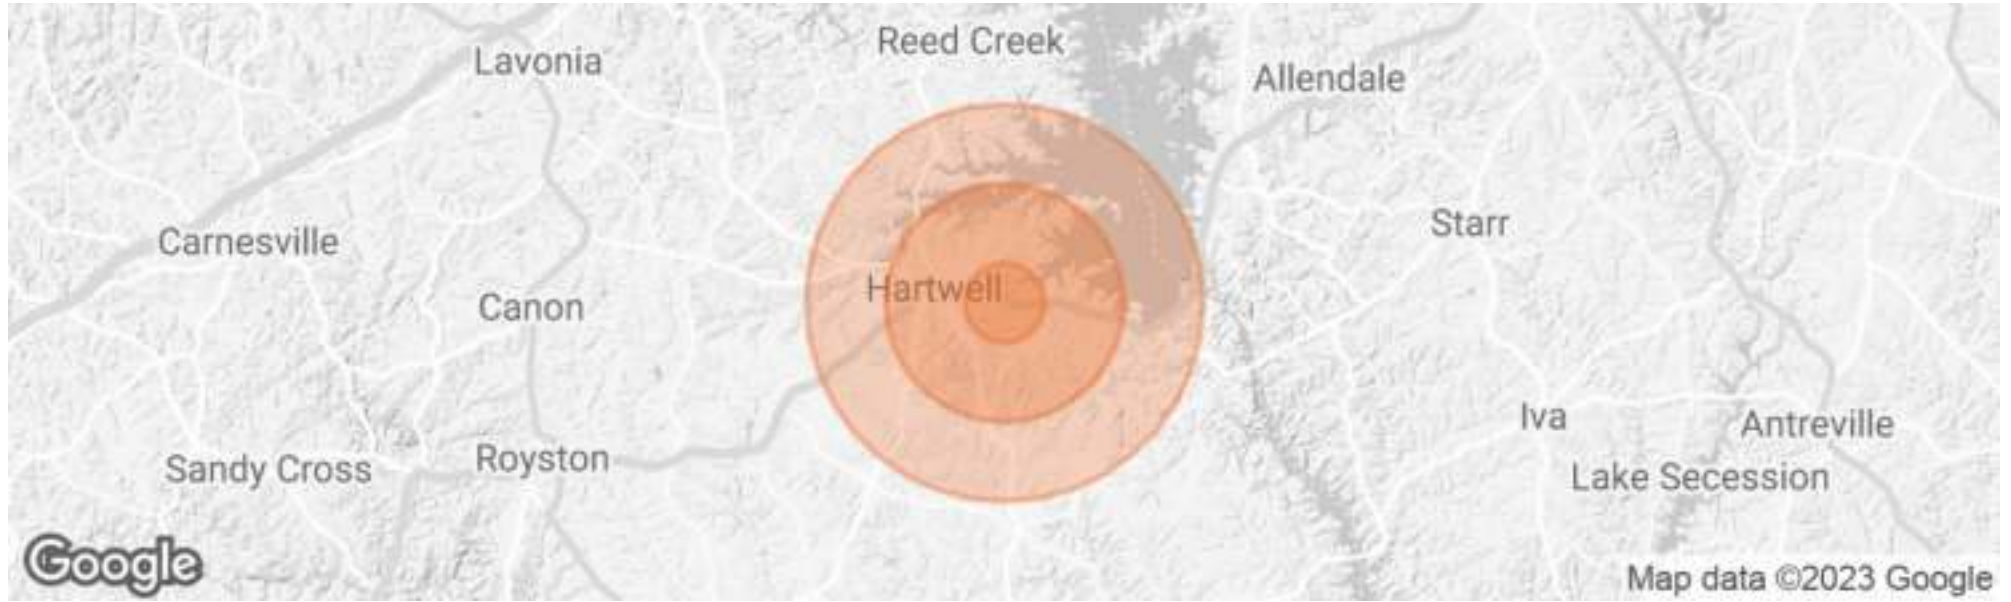 Reed Creek
Lavonia
Allendale
Starr
Carnesville
Hartwell
Canon
Iva
Antreville
Royston
Sandy Cross
Lake Secession
Google
Map data ©2023 Google